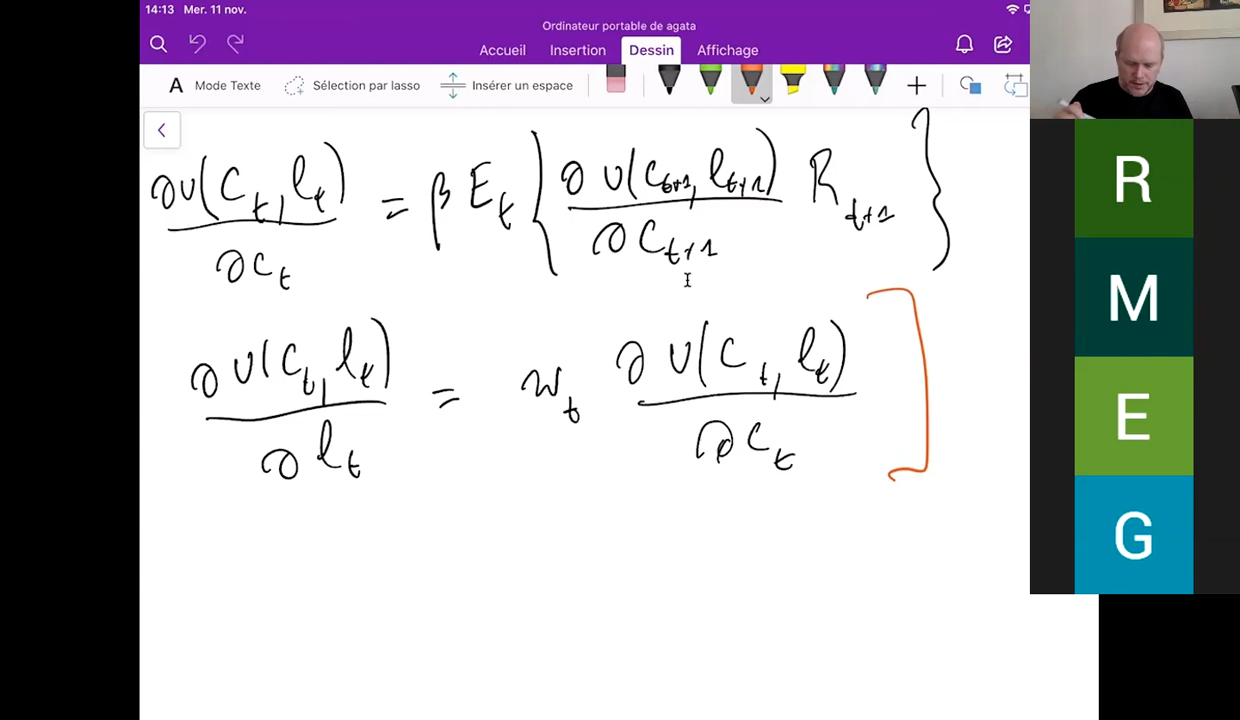 14:13 Mer. 11 nov.
Ordinateur portable de agata
Accueil Insertion Dessin Affichage
A Mode Texte Sélection par lasso Insérer un espace
∂U(C_t, l_t) / ∂C_t = β E_t { ∂U(C_{t+1}, l_{t+1}) / ∂C_{t+1} R_{t+1} }
∂U(C_t, l_t) / ∂l_t = w_t ∂U(C_t, l_t) / ∂C_t ]
R
M
E
G